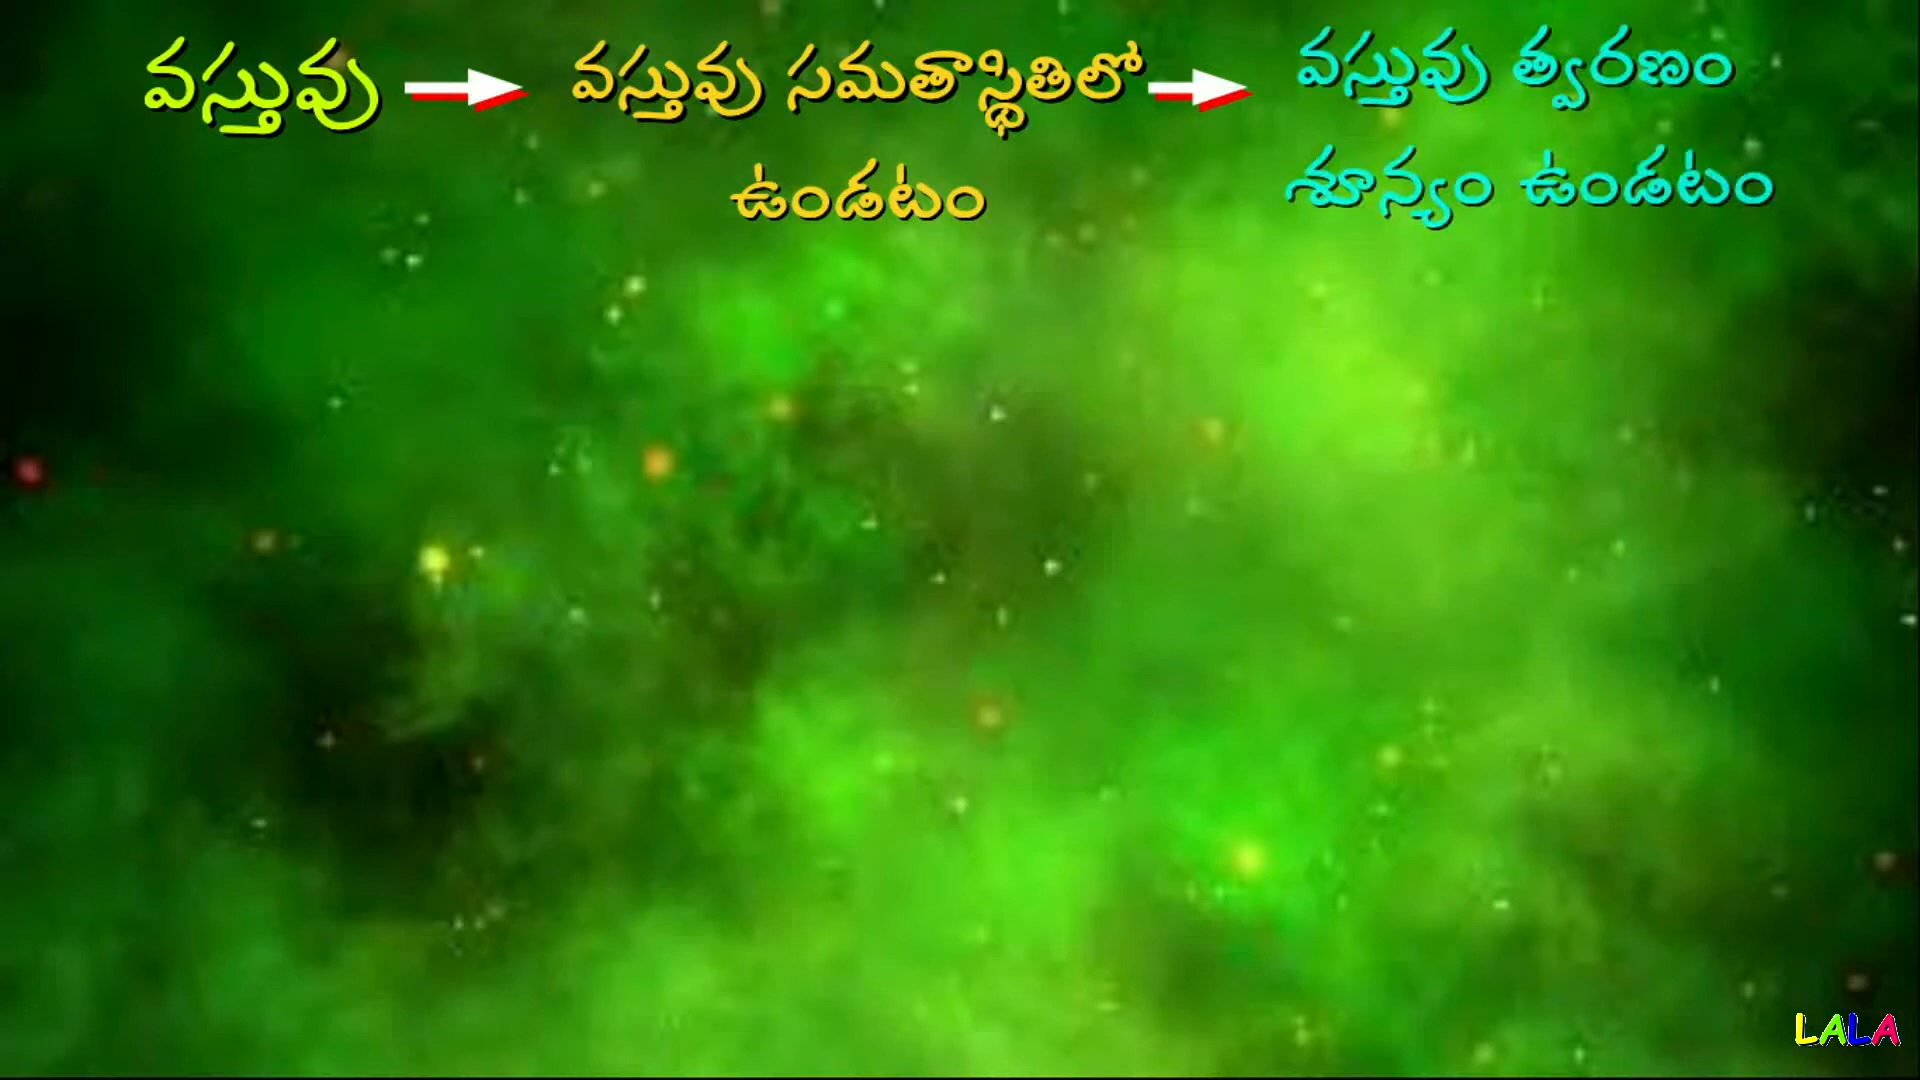 వస్తువు → వస్తువు సమతాస్థితిలో → వస్తువు త్వరణం
ఉండటం శూన్యం ఉండటం
LALA